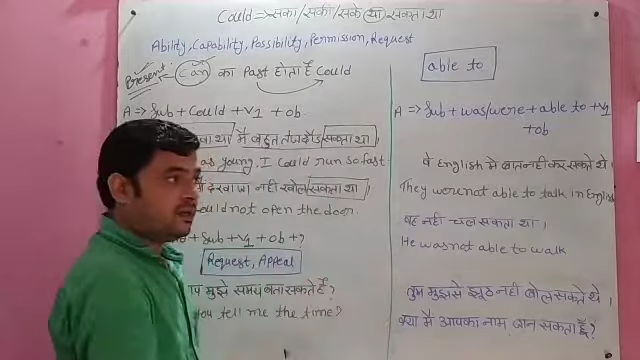 Could ⇒ सका/सकी/सके था सकता था
Ability, Capability, Possibility, Permission, Request
Present Can का Past होता है Could
A ⇒ Sub + Could + V1 + ob
था मैं बहुत तेज दौड़ सकता था।
as young, I Could run so fast
नहीं खोल सकता था।
Could not open the door.
+ Sub + V1 + ob + ?
Request, Appeal
मुझे समय बता सकते हैं?
You tell me the time?
able to
A ⇒ Sub + was/were + able to + V1
+ ob
वे English में बात नही कर सकते थे।
They were not able to talk in English
वह नही चल सकता था।
He was not able to walk
तुम मुझसे झूठ नही बोल सकते थे।
क्या मैं आपका नाम जान सकता हूँ?